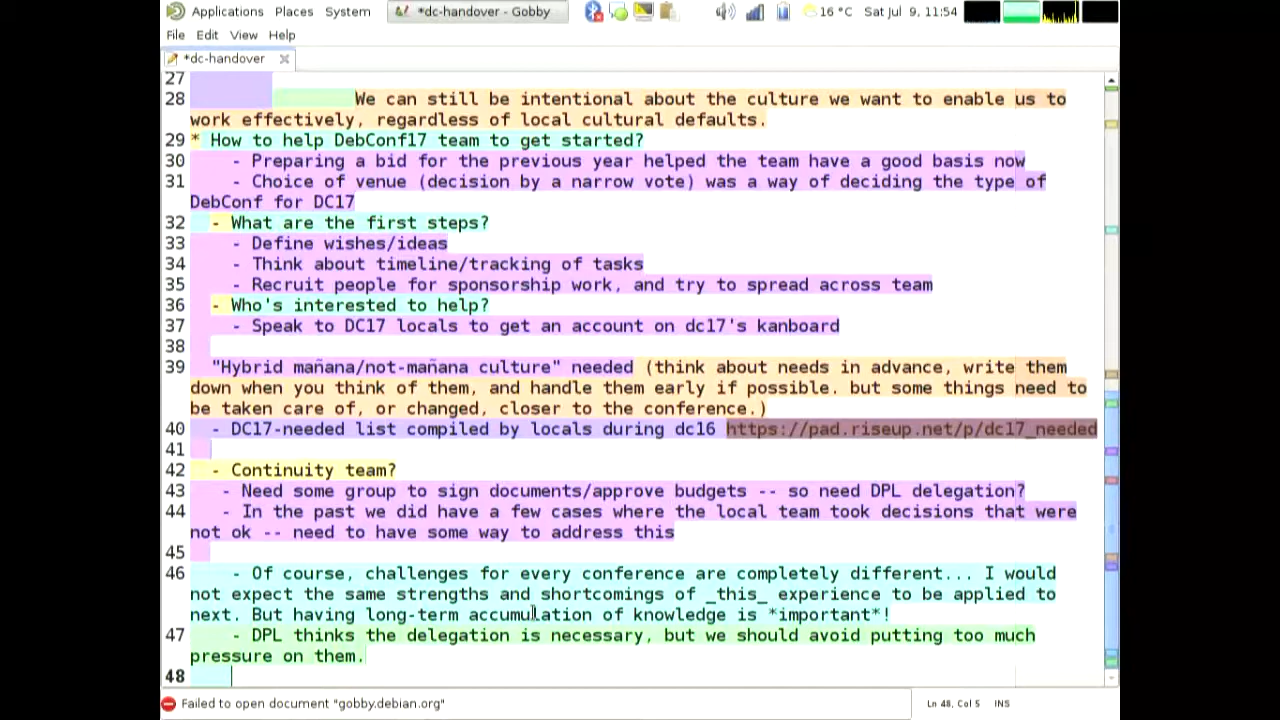 Applications Places System *dc-handover - Gobby 16 °C Sat Jul 9, 11:54
File Edit View Help
*dc-handover
27
28 We can still be intentional about the culture we want to enable us to
work effectively, regardless of local cultural defaults.
29 * How to help DebConf17 team to get started?
30 - Preparing a bid for the previous year helped the team have a good basis now
31 - Choice of venue (decision by a narrow vote) was a way of deciding the type of
DebConf for DC17
32 - What are the first steps?
33 - Define wishes/ideas
34 - Think about timeline/tracking of tasks
35 - Recruit people for sponsorship work, and try to spread across team
36 - Who's interested to help?
37 - Speak to DC17 locals to get an account on dc17's kanboard
38
39 "Hybrid mañana/not-mañana culture" needed (think about needs in advance, write them
down when you think of them, and handle them early if possible. but some things need to
be taken care of, or changed, closer to the conference.)
40 - DC17-needed list compiled by locals during dc16 https://pad.riseup.net/p/dc17_needed
41
42 - Continuity team?
43 - Need some group to sign documents/approve budgets -- so need DPL delegation?
44 - In the past we did have a few cases where the local team took decisions that were
not ok -- need to have some way to address this
45
46 - Of course, challenges for every conference are completely different... I would
not expect the same strengths and shortcomings of _this_ experience to be applied to
next. But having long-term accumulation of knowledge is *important*!
47 - DPL thinks the delegation is necessary, but we should avoid putting too much
pressure on them.
48
Failed to open document "gobby.debian.org" Ln 48, Col 5 INS